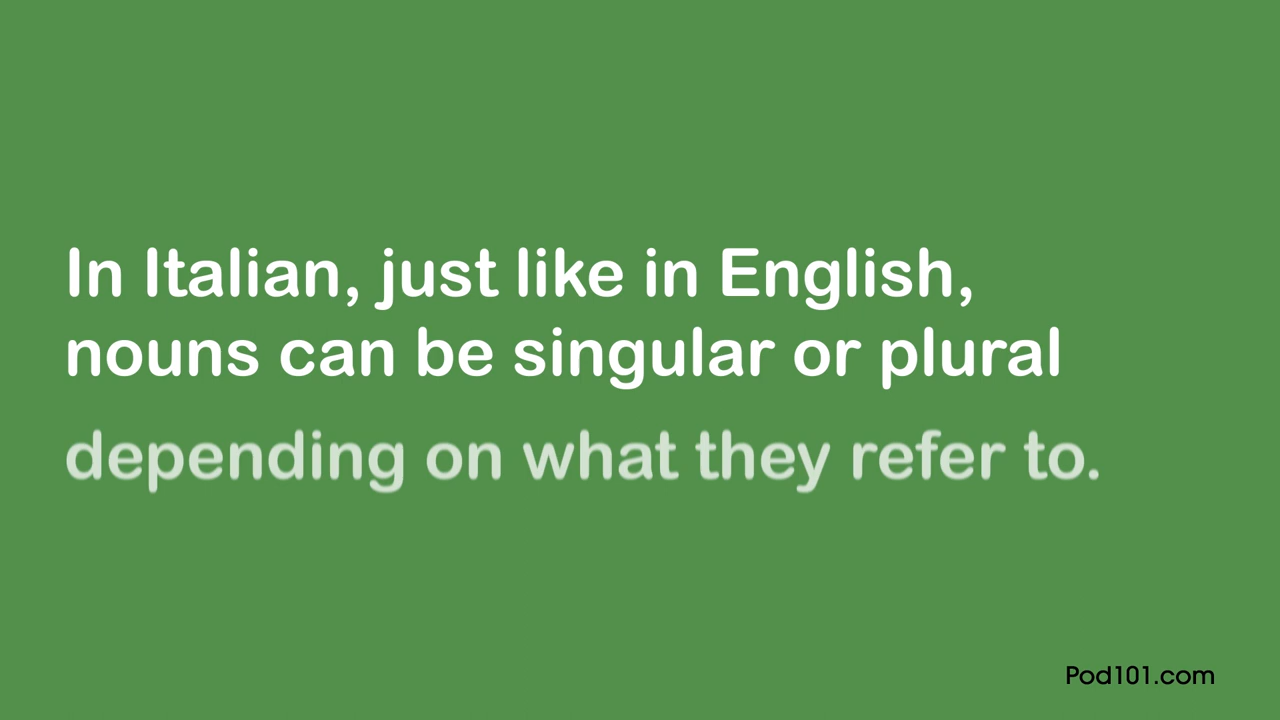 In Italian, just like in English,
nouns can be singular or plural
depending on what they refer to.
Pod101.com